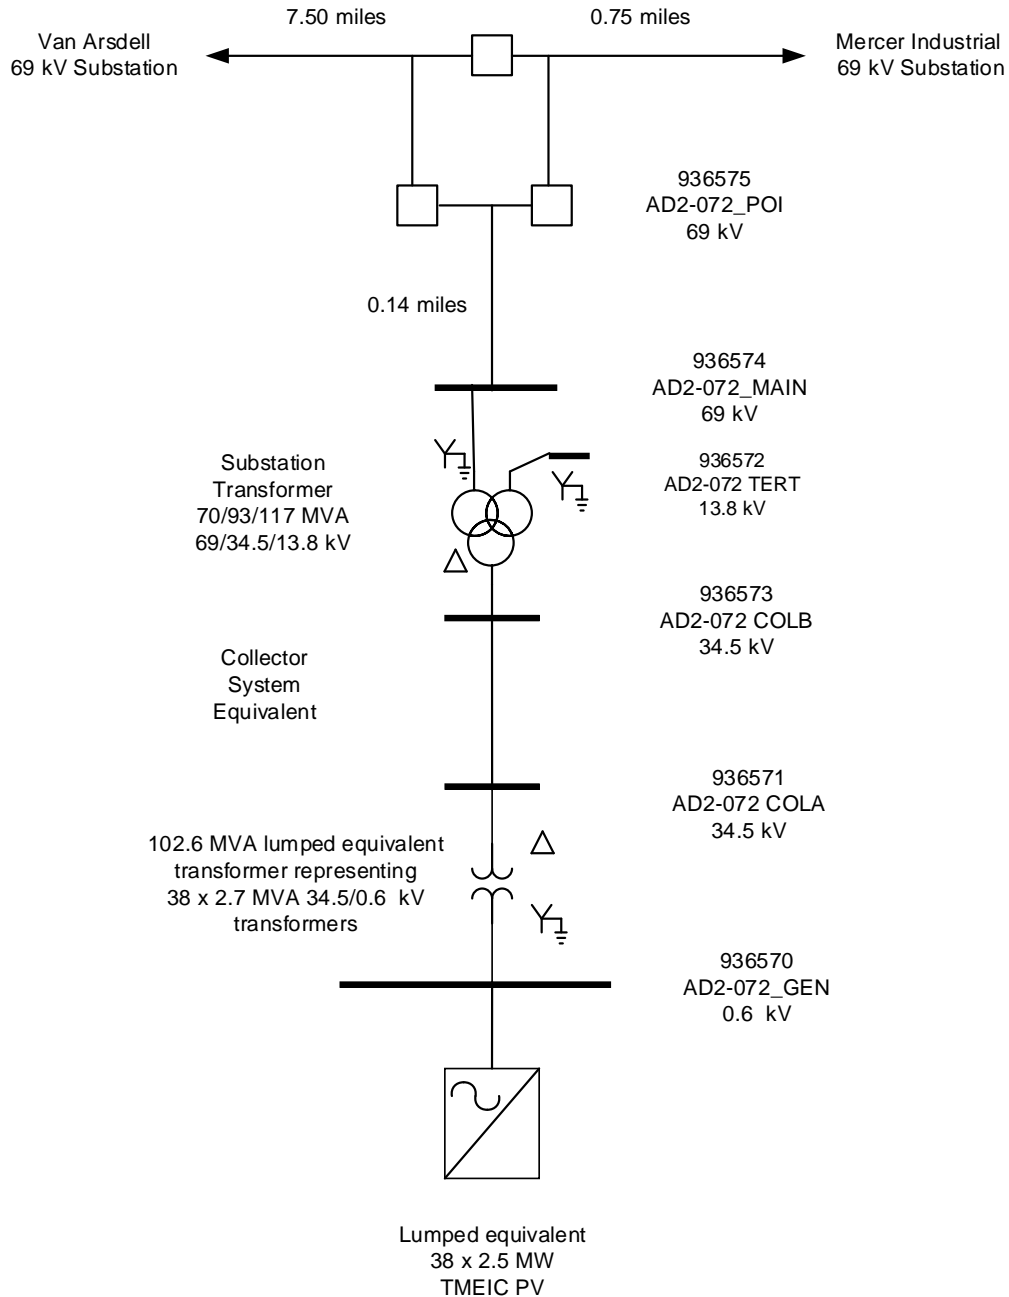 7.50 miles
0.75 miles
Van Arsdell
69 kV Substation
Mercer Industrial
69 kV Substation
936575
AD2-072_POI
69 kV
0.14 miles
936574
AD2-072_MAIN
69 kV
Substation
Transformer
70/93/117 MVA
69/34.5/13.8 kV
936572
AD2-072 TERT
13.8 kV
936573
AD2-072 COLB
34.5 kV
Collector
System
Equivalent
936571
AD2-072 COLA
34.5 kV
102.6 MVA lumped equivalent
transformer representing
38 x 2.7 MVA 34.5/0.6 kV
transformers
936570
AD2-072_GEN
0.6 kV
Lumped equivalent
38 x 2.5 MW
TMEIC PV